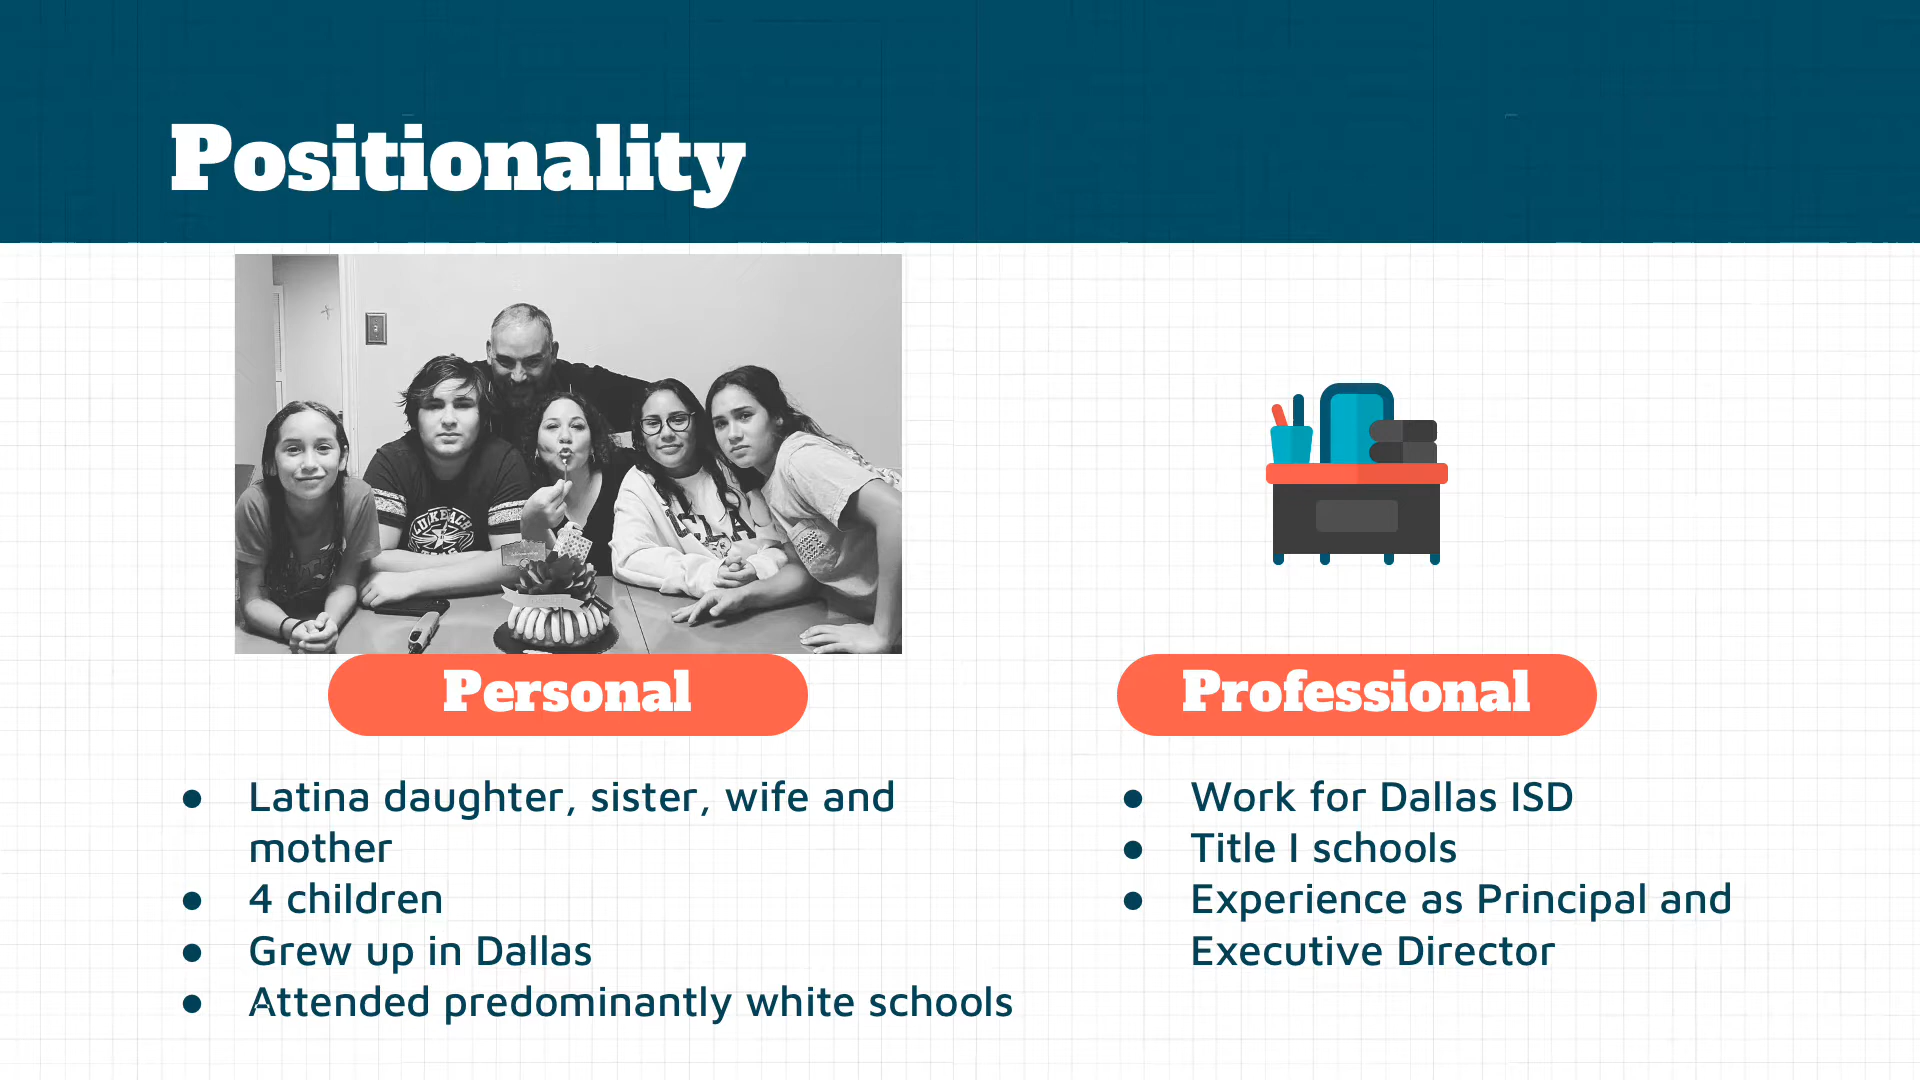 Positionality
Personal
● Latina daughter, sister, wife and
mother
● 4 children
● Grew up in Dallas
● Attended predominantly white schools
Professional
● Work for Dallas ISD
● Title I schools
● Experience as Principal and
Executive Director